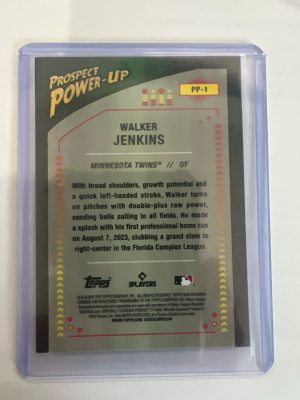 PROSPECT
POWER-UP
PP-1
WALKER
JENKINS
MINNESOTA TWINS® // OF
With broad shoulders, growth potential and
a quick left-handed stroke, Walker turns
on pitches with double-plus raw power,
sending balls sailing to all fields. He made
a splash with his first professional home run
on August 7, 2023, clubbing a grand slam to
right-center in the Florida Complex League.
TOPPS
PLAYERS